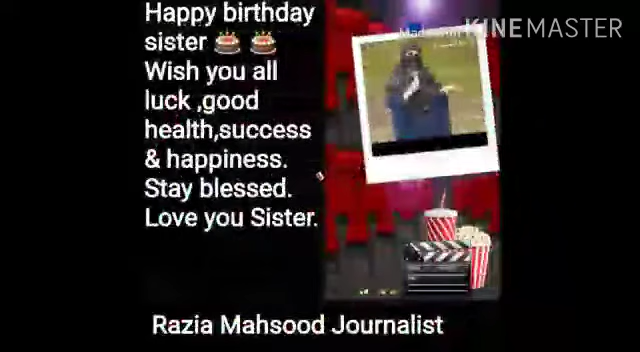 Happy birthday
sister 🎂 🎂
Wish you all
luck ,good
health,success
& happiness.
Stay blessed.
Love you Sister.
KINEMASTER
Razia Mahsood Journalist